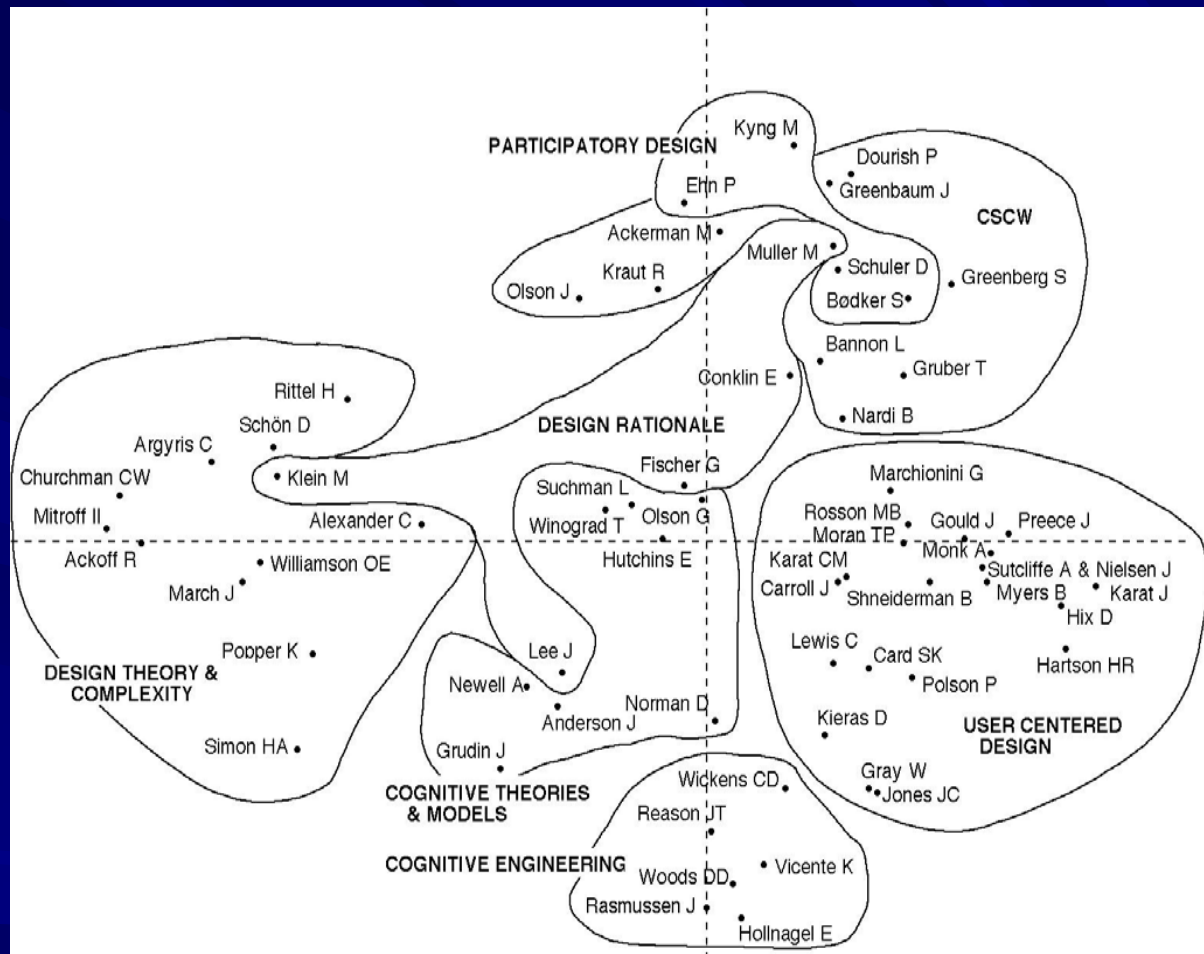 Kyng M
PARTICIPATORY DESIGN
Dourish P
Greenbaum J
Ehn P
CSCW
Ackerman M
Muller M
Schuler D
Kraut R
Greenberg S
Olson J
Bødker S
Bannon L
Conklin E
Gruber T
Rittel H
Nardi B
Schön D
DESIGN RATIONALE
Argyris C
Fischer G
Churchman CW
Klein M
Marchionini G
Suchman L
Mitroff II
Alexander C
Winograd T
Olson G
Rosson MB
Gould J
Preece J
Moran TP
Ackoff R
Hutchins E
Monk A
Williamson OE
Karat CM
Sutcliffe A & Nielsen J
March J
Carroll J
Shneiderman B
Myers B
Karat J
Hix D
Popper K
Lee J
Lewis C
Card SK
Hartson HR
DESIGN THEORY &
COMPLEXITY
Newell A
Polson P
Norman D
Anderson J
Kieras D
USER CENTERED
DESIGN
Simon HA
Grudin J
Gray W
Jones JC
COGNITIVE THEORIES
& MODELS
Wickens CD
Reason JT
COGNITIVE ENGINEERING
Vicente K
Woods DD
Rasmussen J
Hollnagel E